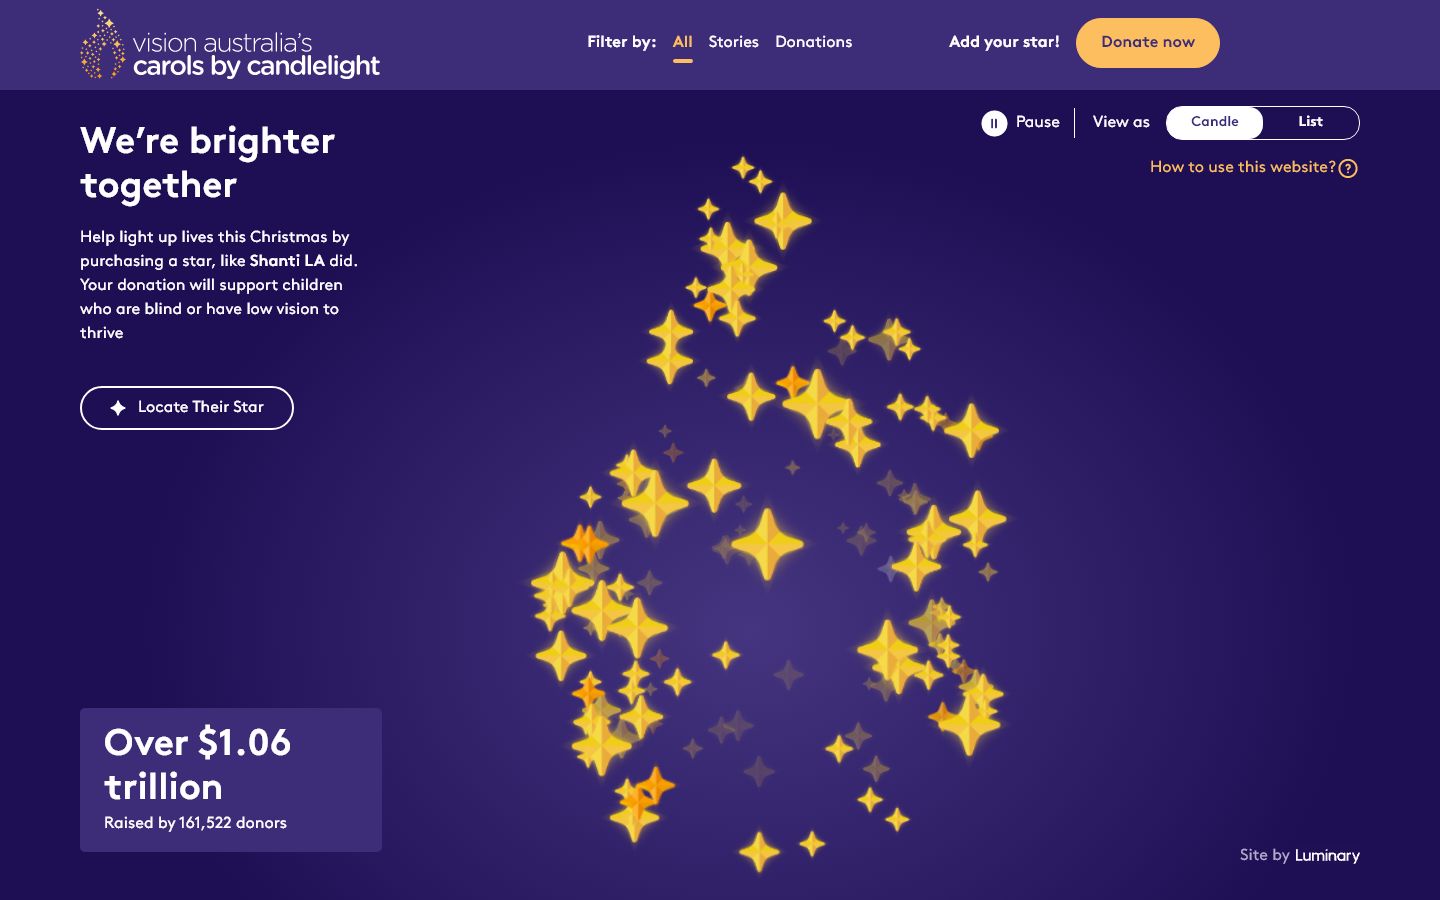 vision australia's
carols by candlelight
Filter by: All Stories Donations
Add your star! Donate now
We're brighter
together
Help light up lives this Christmas by
purchasing a star, like Shanti LA did.
Your donation will support children
who are blind or have low vision to
thrive
Locate Their Star
Pause View as Candle List
How to use this website? ?
Over $1.06
trillion
Raised by 161,522 donors
Site by Luminary